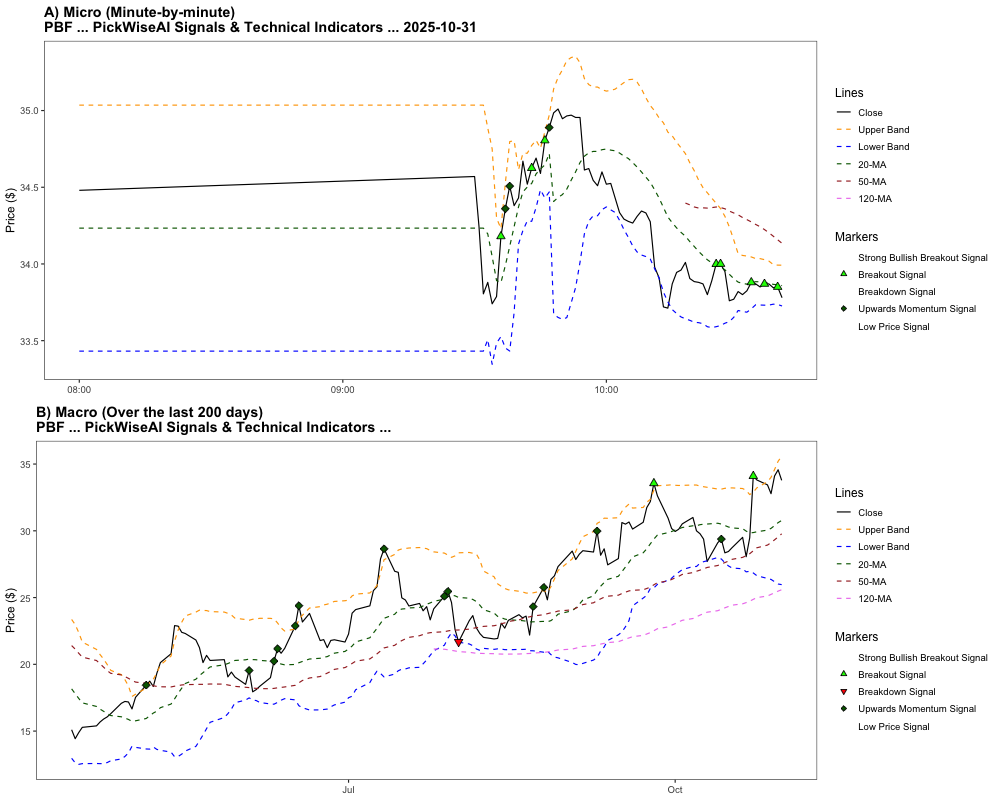 A) Micro (Minute-by-minute)
PBF ... PickWiseAI Signals & Technical Indicators ... 2025-10-31
Price ($)
35.0
34.5
34.0
33.5
08:00
09:00
10:00
Lines
Close
Upper Band
Lower Band
20-MA
50-MA
120-MA
Markers
Strong Bullish Breakout Signal
Breakout Signal
Breakdown Signal
Upwards Momentum Signal
Low Price Signal
B) Macro (Over the last 200 days)
PBF ... PickWiseAI Signals & Technical Indicators ...
Price ($)
35
30
25
20
15
Jul
Oct
Lines
Close
Upper Band
Lower Band
20-MA
50-MA
120-MA
Markers
Strong Bullish Breakout Signal
Breakout Signal
Breakdown Signal
Upwards Momentum Signal
Low Price Signal